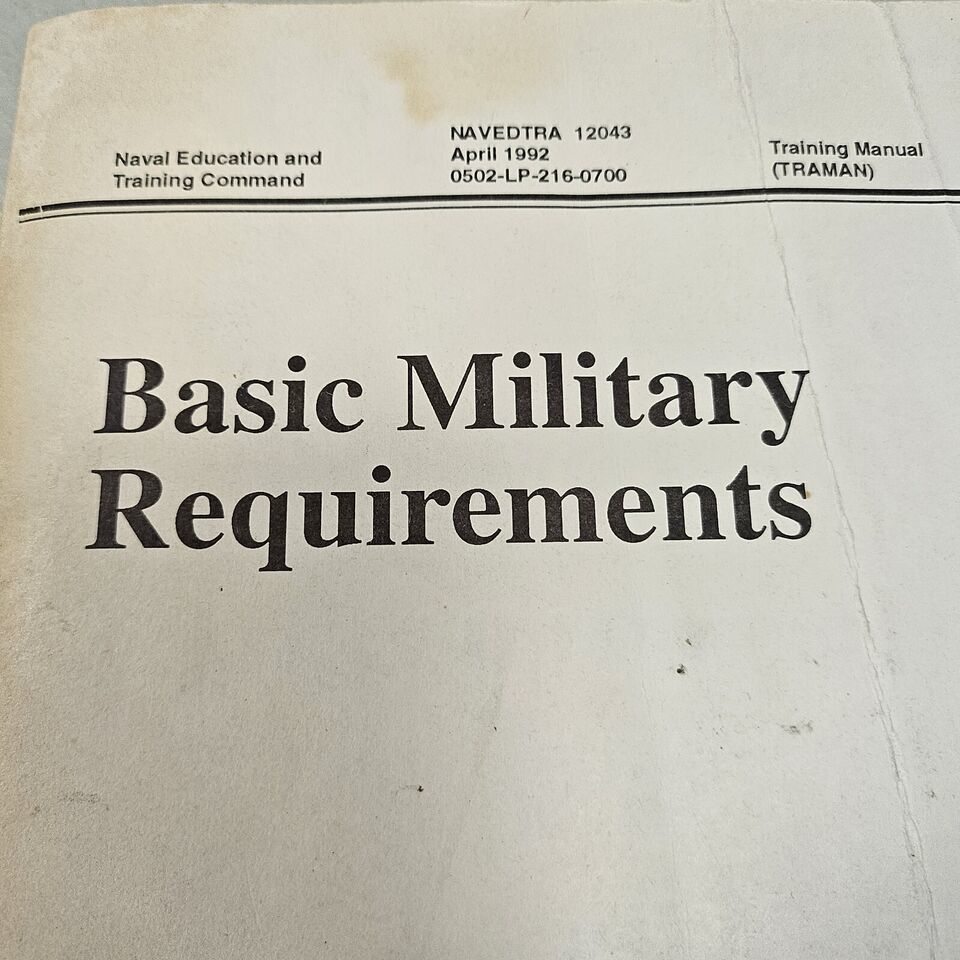 Naval Education and
Training Command
NAVEDTRA 12043
April 1992
0502-LP-216-0700
Training Manual
(TRAMAN)
Basic Military
Requirements